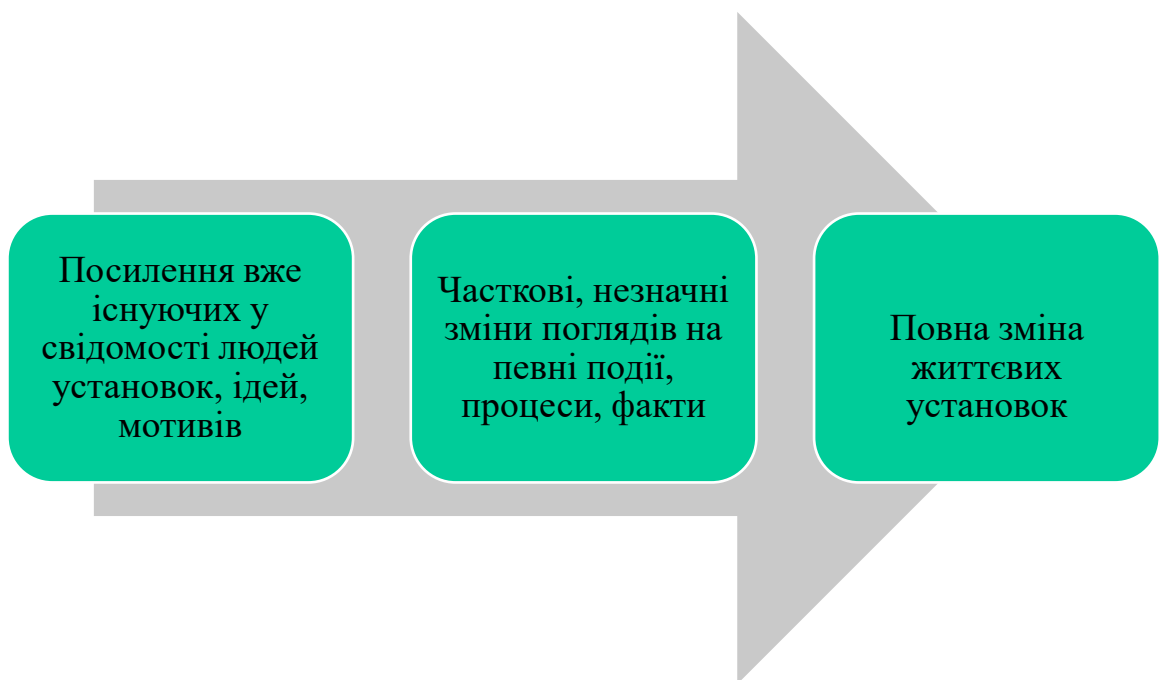 Посилення вже
існуючих у
свідомості людей
установок, ідей,
мотивів
Часткові, незначні
зміни поглядів на
певні події,
процеси, факти
Повна зміна
життєвих
установок